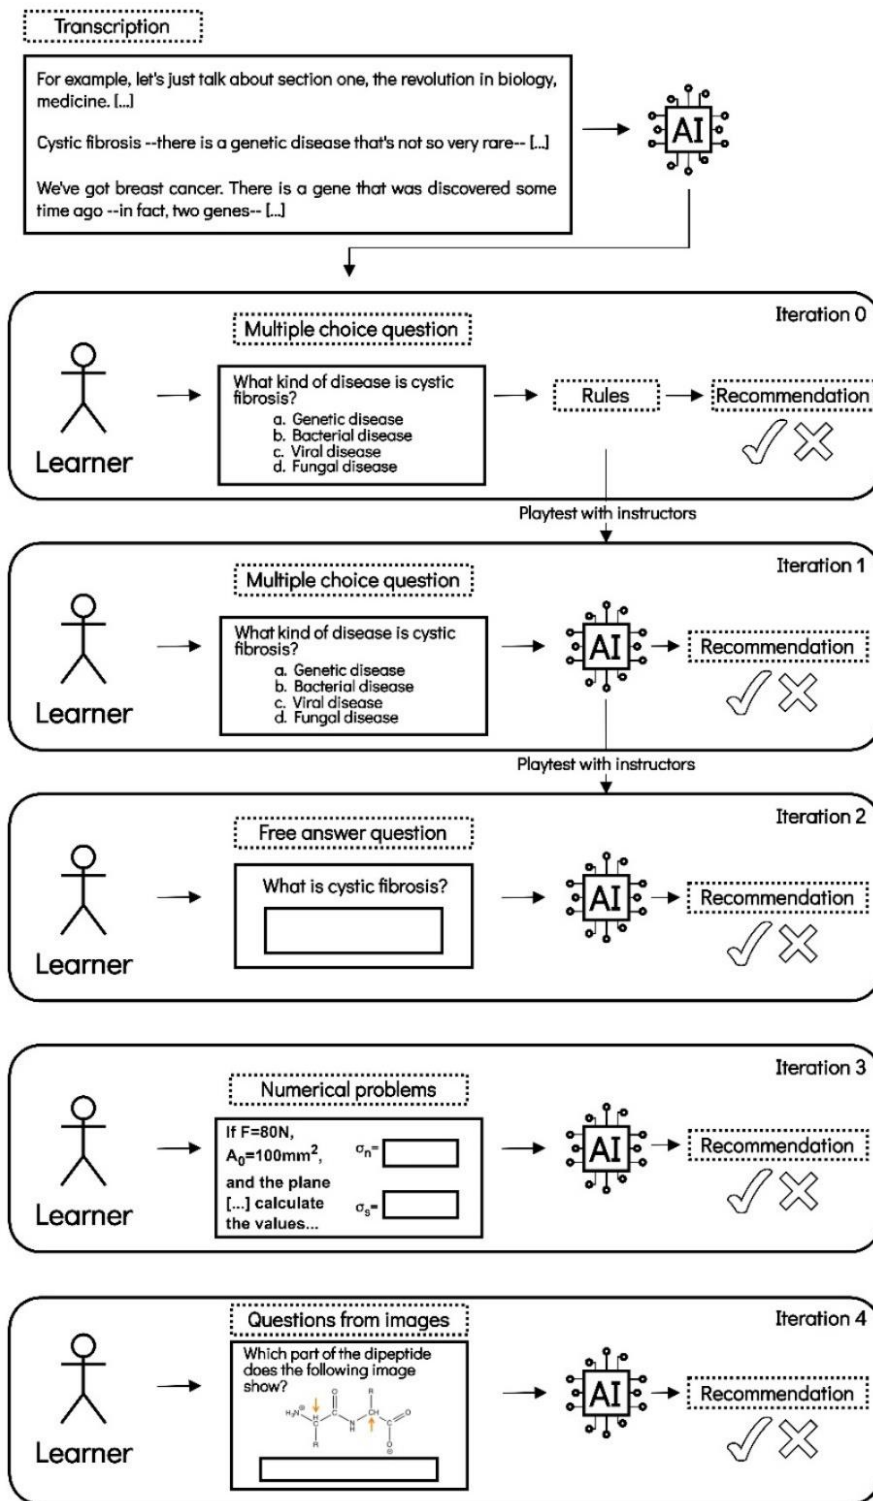 Transcription
For example, let's just talk about section one, the revolution in biology,
medicine. [...]
Cystic fibrosis --there is a genetic disease that's not so very rare-- [...]
We've got breast cancer. There is a gene that was discovered some
time ago --in fact, two genes-- [...]
AI
Iteration 0
Multiple choice question
What kind of disease is cystic
fibrosis?
a. Genetic disease
b. Bacterial disease
c. Viral disease
d. Fungal disease
Learner
Rules
Recommendation
Playtest with instructors
Iteration 1
Multiple choice question
What kind of disease is cystic
fibrosis?
a. Genetic disease
b. Bacterial disease
c. Viral disease
d. Fungal disease
Learner
AI
Recommendation
Playtest with instructors
Iteration 2
Free answer question
What is cystic fibrosis?
Learner
AI
Recommendation
Iteration 3
Numerical problems
If F=80N,
A₀=100mm²,
and the plane
[...] calculate
the values...
σₙ=
σₛ=
Learner
AI
Recommendation
Iteration 4
Questions from images
Which part of the dipeptide
does the following image
show?
H₃N⊕
H
C
R
C
O
N
H
R
CH
C
O
O
⊖
Learner
AI
Recommendation